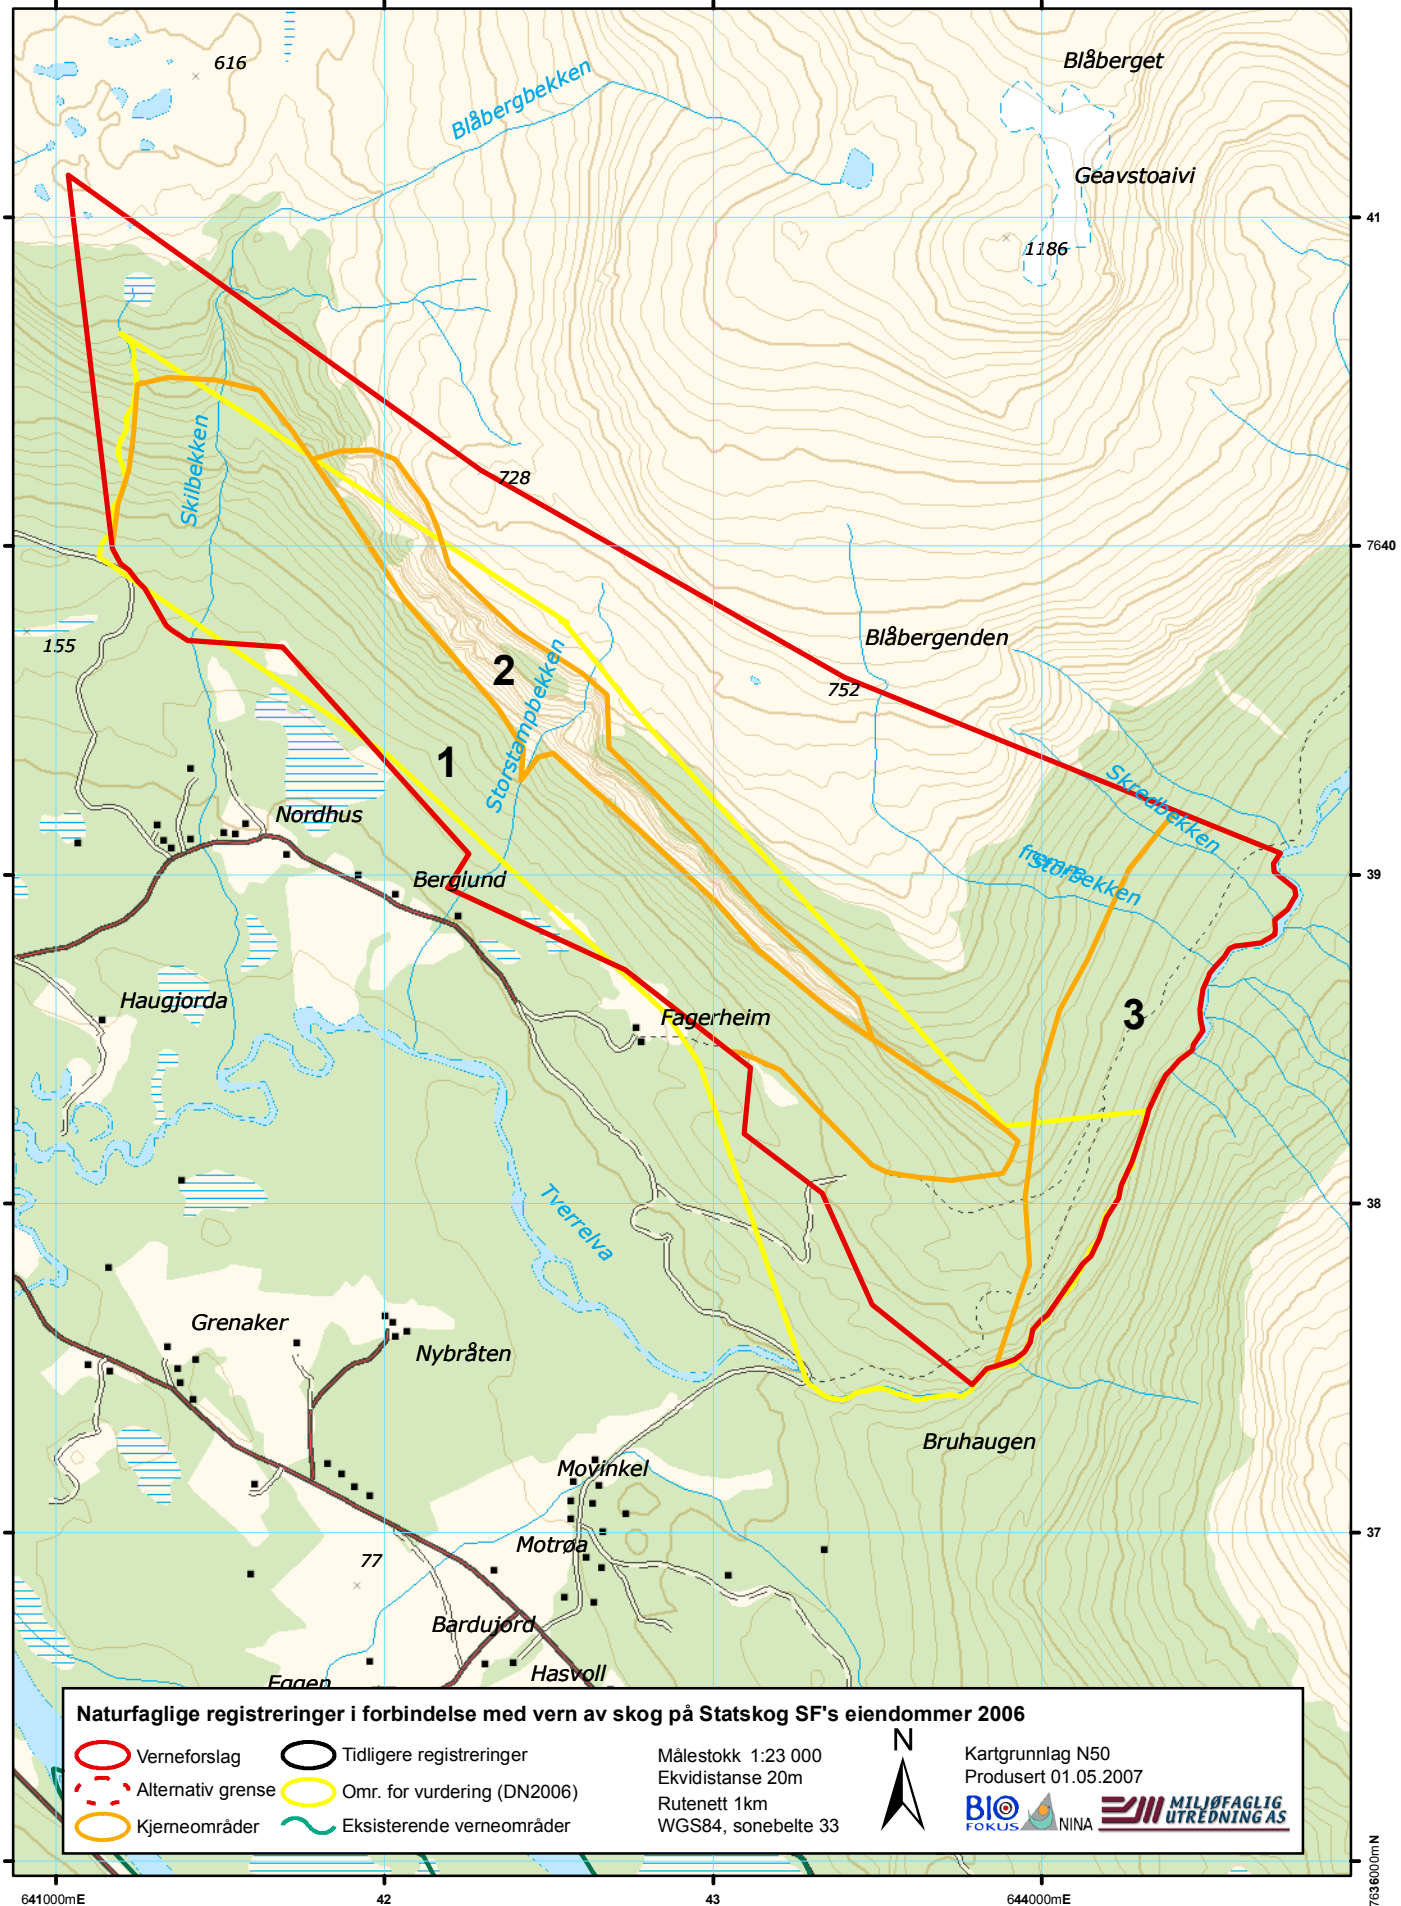 616
Blåbergbekken
Blåberget
Geavstoaivi
1186
41
Skilbekken
728
7640
155
Blåbergenden
2
752
1
Storstampbekken
Skredbekken
Nordhus
fremre
Storbekken
Berglund
39
Haugjorda
Fagerheim
3
Tverrelva
38
Grenaker
Nybråten
Bruhaugen
Movinkel
Motrøa
37
77
Bardujord
Hasvoll
Eggen
Naturfaglige registreringer i forbindelse med vern av skog på Statskog SF's eiendommer 2006
Verneforslag
Alternativ grense
Kjerneområder
Tidligere registreringer
Omr. for vurdering (DN2006)
Eksisterende verneområder
Målestokk 1:23 000
Ekvidistanse 20m
Rutenett 1km
WGS84, sonebelte 33
N
Kartgrunnlag N50
Produsert 01.05.2007
BIO
FOKUS
NINA
MILJØFAGLIG
UTREDNING AS
7636000mN
641000mE
42
43
644000mE